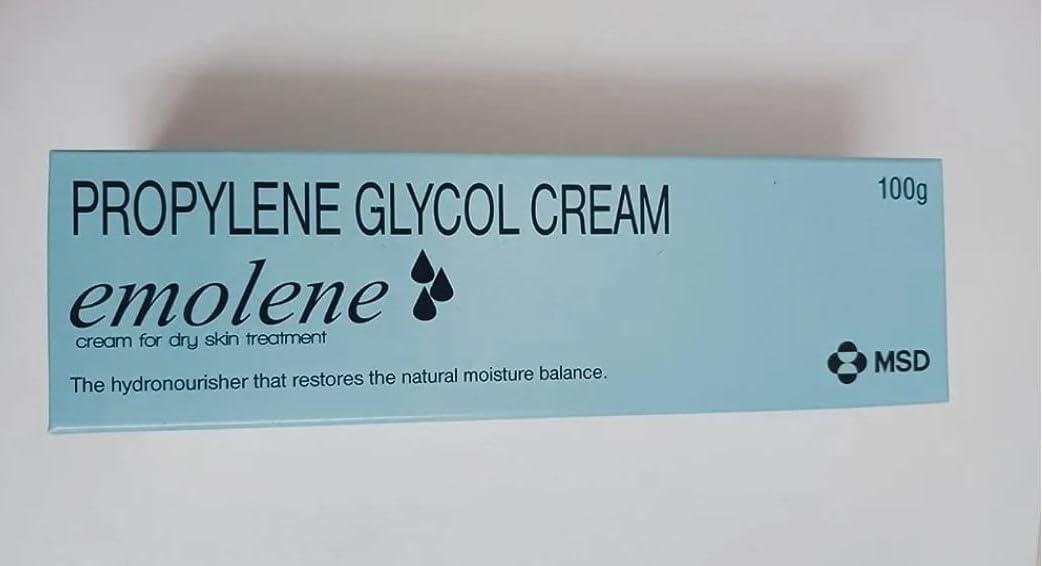 PROPYLENE GLYCOL CREAM
100g
emolene
cream for dry skin treatment
The hydronourisher that restores the natural moisture balance.
MSD